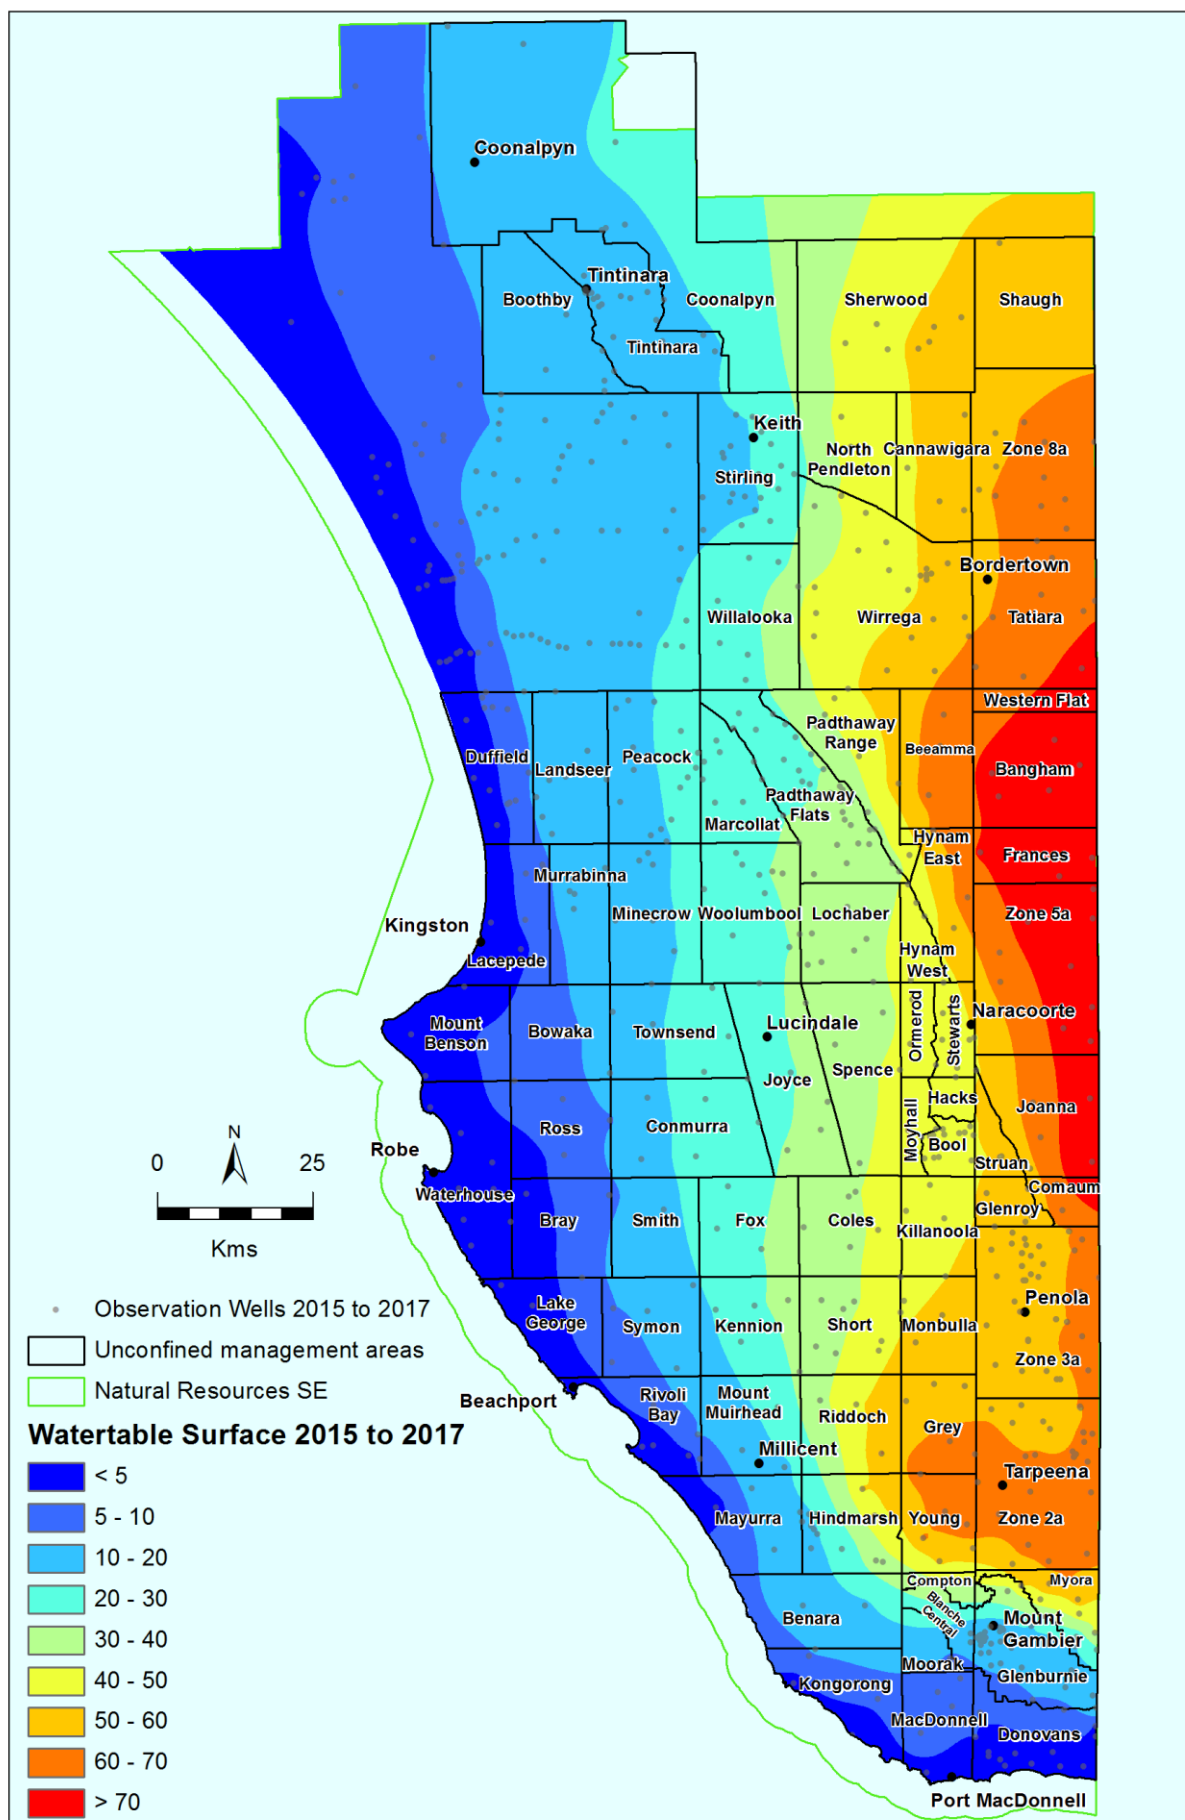 Coonalpyn
Tintinara
Boothby
Coonalpyn
Sherwood
Shaugh
Tintinara
Keith
North
Pendleton
Cannawigara
Zone 8a
Stirling
Bordertown
Willalooka
Wirrega
Tatiara
Western Flat
Padthaway
Range
Duffield
Landseer
Peacock
Beeamma
Bangham
Padthaway
Flats
Marcollat
Hynam
East
Frances
Murrabinna
Minecrow
Woolumbool
Lochaber
Zone 5a
Kingston
Lacepede
Hynam
West
Mount
Benson
Bowaka
Townsend
Lucindale
Ormerod
Stewarts
Naracoorte
Joyce
Spence
Hacks
Joanna
Ross
Conmurra
Moyhall
Bool
N
0
25
Kms
Robe
Waterhouse
Struan
Comaum
Glenroy
Bray
Smith
Fox
Coles
Killanoola
Penola
Lake
George
Symon
Kennion
Short
Monbulla
Zone 3a
Beachport
Rivoli
Bay
Mount
Muirhead
Riddoch
Grey
Millicent
Tarpeena
Mayurra
Hindmarsh
Young
Zone 2a
Compton
Myora
Blanche
Central
Benara
Mount
Gambier
Moorak
Glenburnie
Kongorong
MacDonnell
Donovans
Port MacDonnell
Observation Wells 2015 to 2017
Unconfined management areas
Natural Resources SE
Watertable Surface 2015 to 2017
< 5
5 - 10
10 - 20
20 - 30
30 - 40
40 - 50
50 - 60
60 - 70
> 70